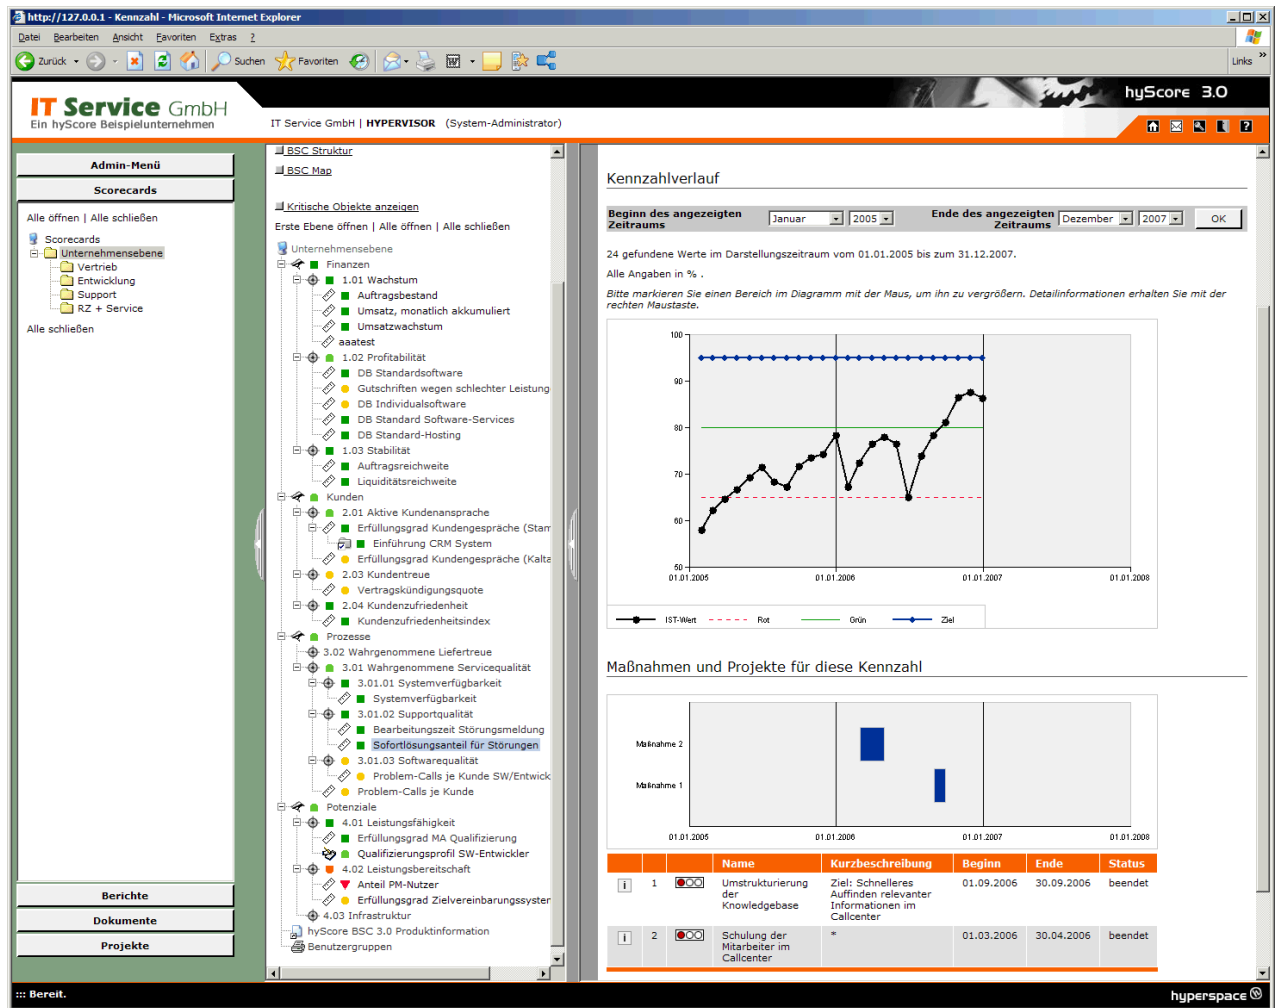 http://127.0.0.1 - Kennzahl - Microsoft Internet Explorer
Datei Bearbeiten Ansicht Favoriten Extras ?
Zurück Suchen Favoriten Links »
hyScore 3.0
IT Service GmbH
Ein hyScore Beispielunternehmen
IT Service GmbH | HYPERVISOR (System-Administrator)
Admin-Menü
Scorecards
Alle öffnen | Alle schließen
Scorecards
Unternehmensebene
Vertrieb
Entwicklung
Support
RZ + Service
Alle schließen
Berichte
Dokumente
Projekte
BSC Struktur
BSC Map
Kritische Objekte anzeigen
Erste Ebene öffnen | Alle öffnen | Alle schließen
Unternehmensebene
Finanzen
1.01 Wachstum
Auftragsbestand
Umsatz, monatlich akkumuliert
Umsatzwachstum
aaatest
1.02 Profitabilität
DB Standardsoftware
Gutschriften wegen schlechter Leistung
DB Individualsoftware
DB Standard Software-Services
DB Standard-Hosting
1.03 Stabilität
Auftragsreichweite
Liquiditätsreichweite
Kunden
2.01 Aktive Kundenansprache
Erfüllungsgrad Kundengespräche (Stam
Einführung CRM System
Erfüllungsgrad Kundengespräche (Kalta
2.03 Kundentreue
Vertragskündigungsquote
2.04 Kundenzufriedenheit
Kundenzufriedenheitsindex
Prozesse
3.02 Wahrgenommene Liefertreue
3.01 Wahrgenommene Servicequalität
3.01.01 Systemverfügbarkeit
Systemverfügbarkeit
3.01.02 Supportqualität
Bearbeitungszeit Störungsmeldung
Sofortlösungsanteil für Störungen
3.01.03 Softwarequalität
Problem-Calls je Kunde SW/Entwick
Problem-Calls je Kunde
Potenziale
4.01 Leistungsfähigkeit
Erfüllungsgrad MA Qualifizierung
Qualifizierungsprofil SW-Entwickler
4.02 Leistungsbereitschaft
Anteil PM-Nutzer
Erfüllungsgrad Zielvereinbarungssystem
4.03 Infrastruktur
hyScore BSC 3.0 Produktinformation
Benutzergruppen
Kennzahlverlauf
Beginn des angezeigten Zeitraums Januar 2005 Ende des angezeigten Zeitraums Dezember 2007 OK
24 gefundene Werte im Darstellungszeitraum vom 01.01.2005 bis zum 31.12.2007.
Alle Angaben in % .
Bitte markieren Sie einen Bereich im Diagramm mit der Maus, um ihn zu vergrößern. Detailinformationen erhalten Sie mit der
rechten Maustaste.
100
90
80
70
60
50
01.01.2005 01.01.2006 01.01.2007 01.01.2008
IST-Wert Rot Grün Ziel
Maßnahmen und Projekte für diese Kennzahl
Maßnahme 2
Maßnahme 1
01.01.2005 01.01.2006 01.01.2007 01.01.2008
Name Kurzbeschreibung Beginn Ende Status
i 1 Umstrukturierung der Knowledgebase Ziel: Schnelleres Auffinden relevanter Informationen im Callcenter 01.09.2006 30.09.2006 beendet
i 2 Schulung der Mitarbeiter im Callcenter * 01.03.2006 30.04.2006 beendet
::: Bereit.
hyperspace